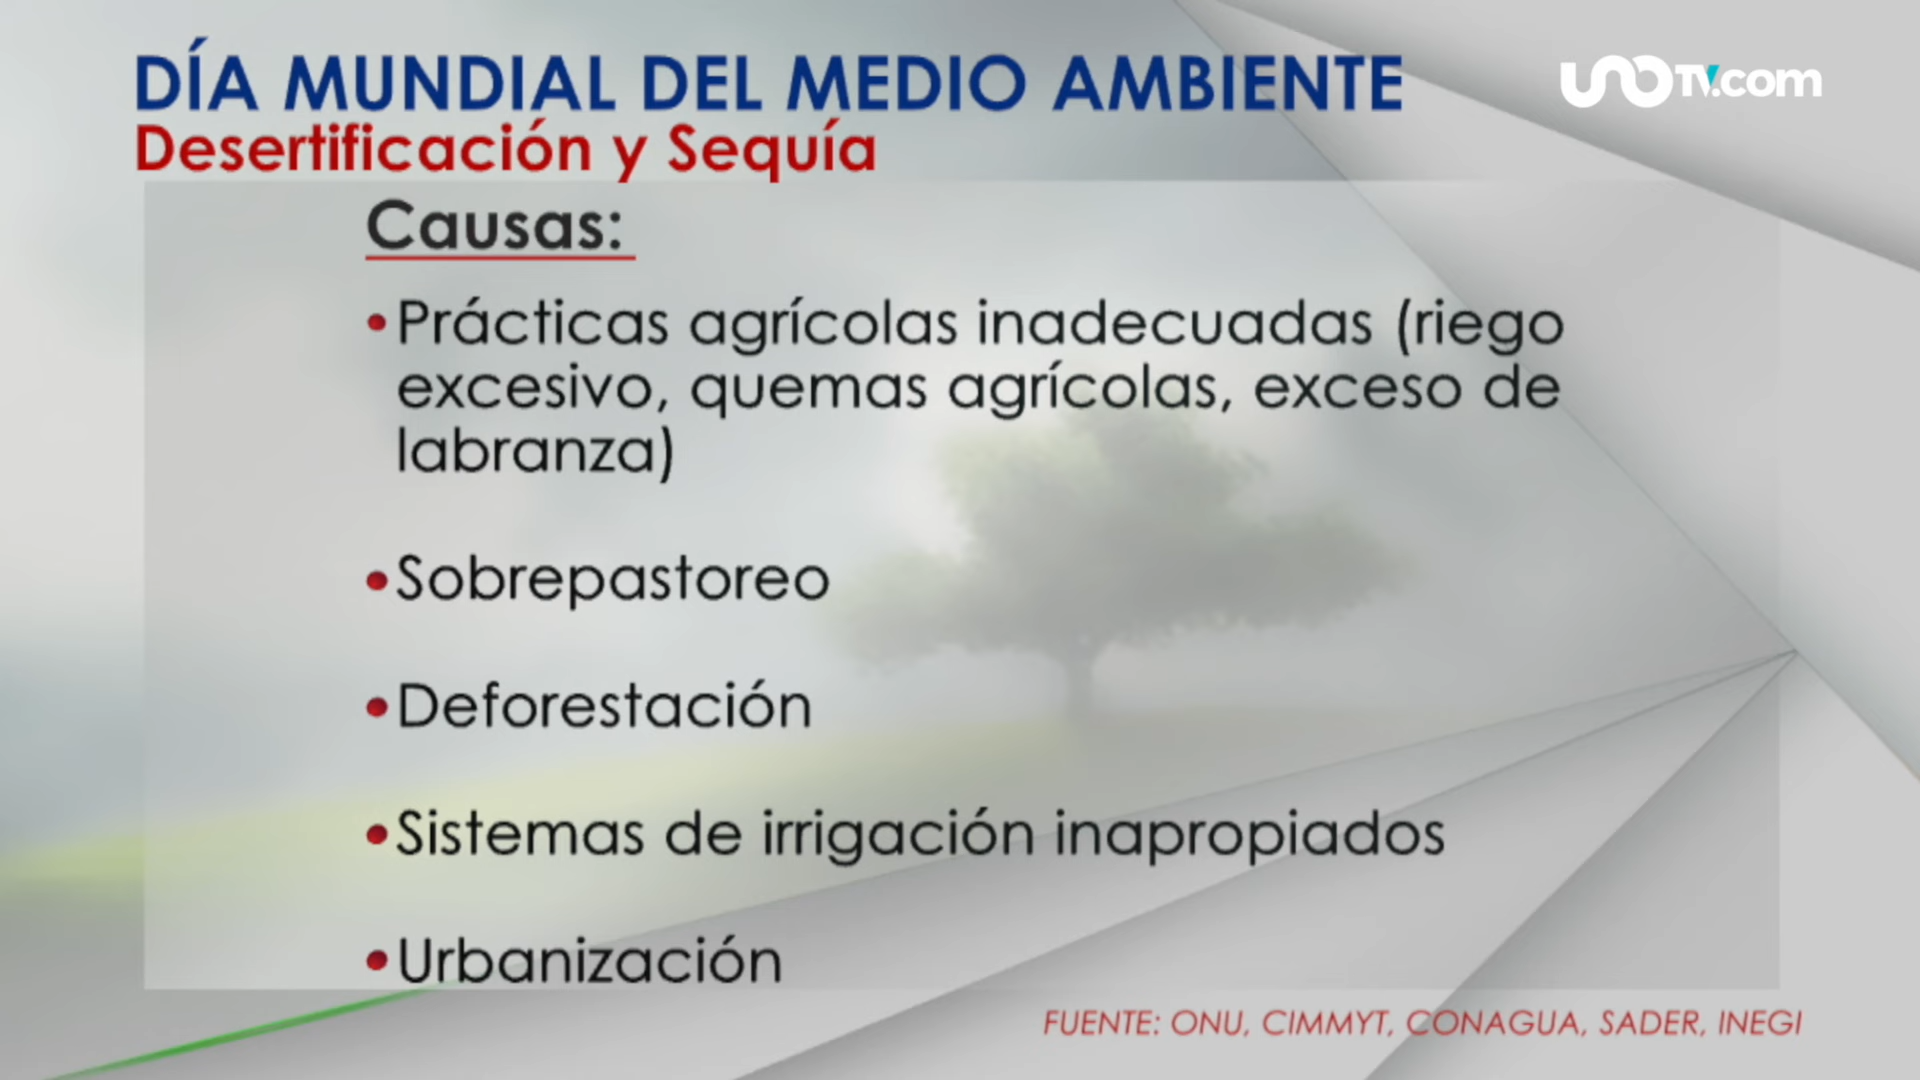 DÍA MUNDIAL DEL MEDIO AMBIENTE
UNOTV.com
Desertificación y Sequía
Causas:
•Prácticas agrícolas inadecuadas (riego
excesivo, quemas agrícolas, exceso de
labranza)
•Sobrepastoreo
•Deforestación
•Sistemas de irrigación inapropiados
•Urbanización
FUENTE: ONU, CIMMYT, CONAGUA, SADER, INEGI